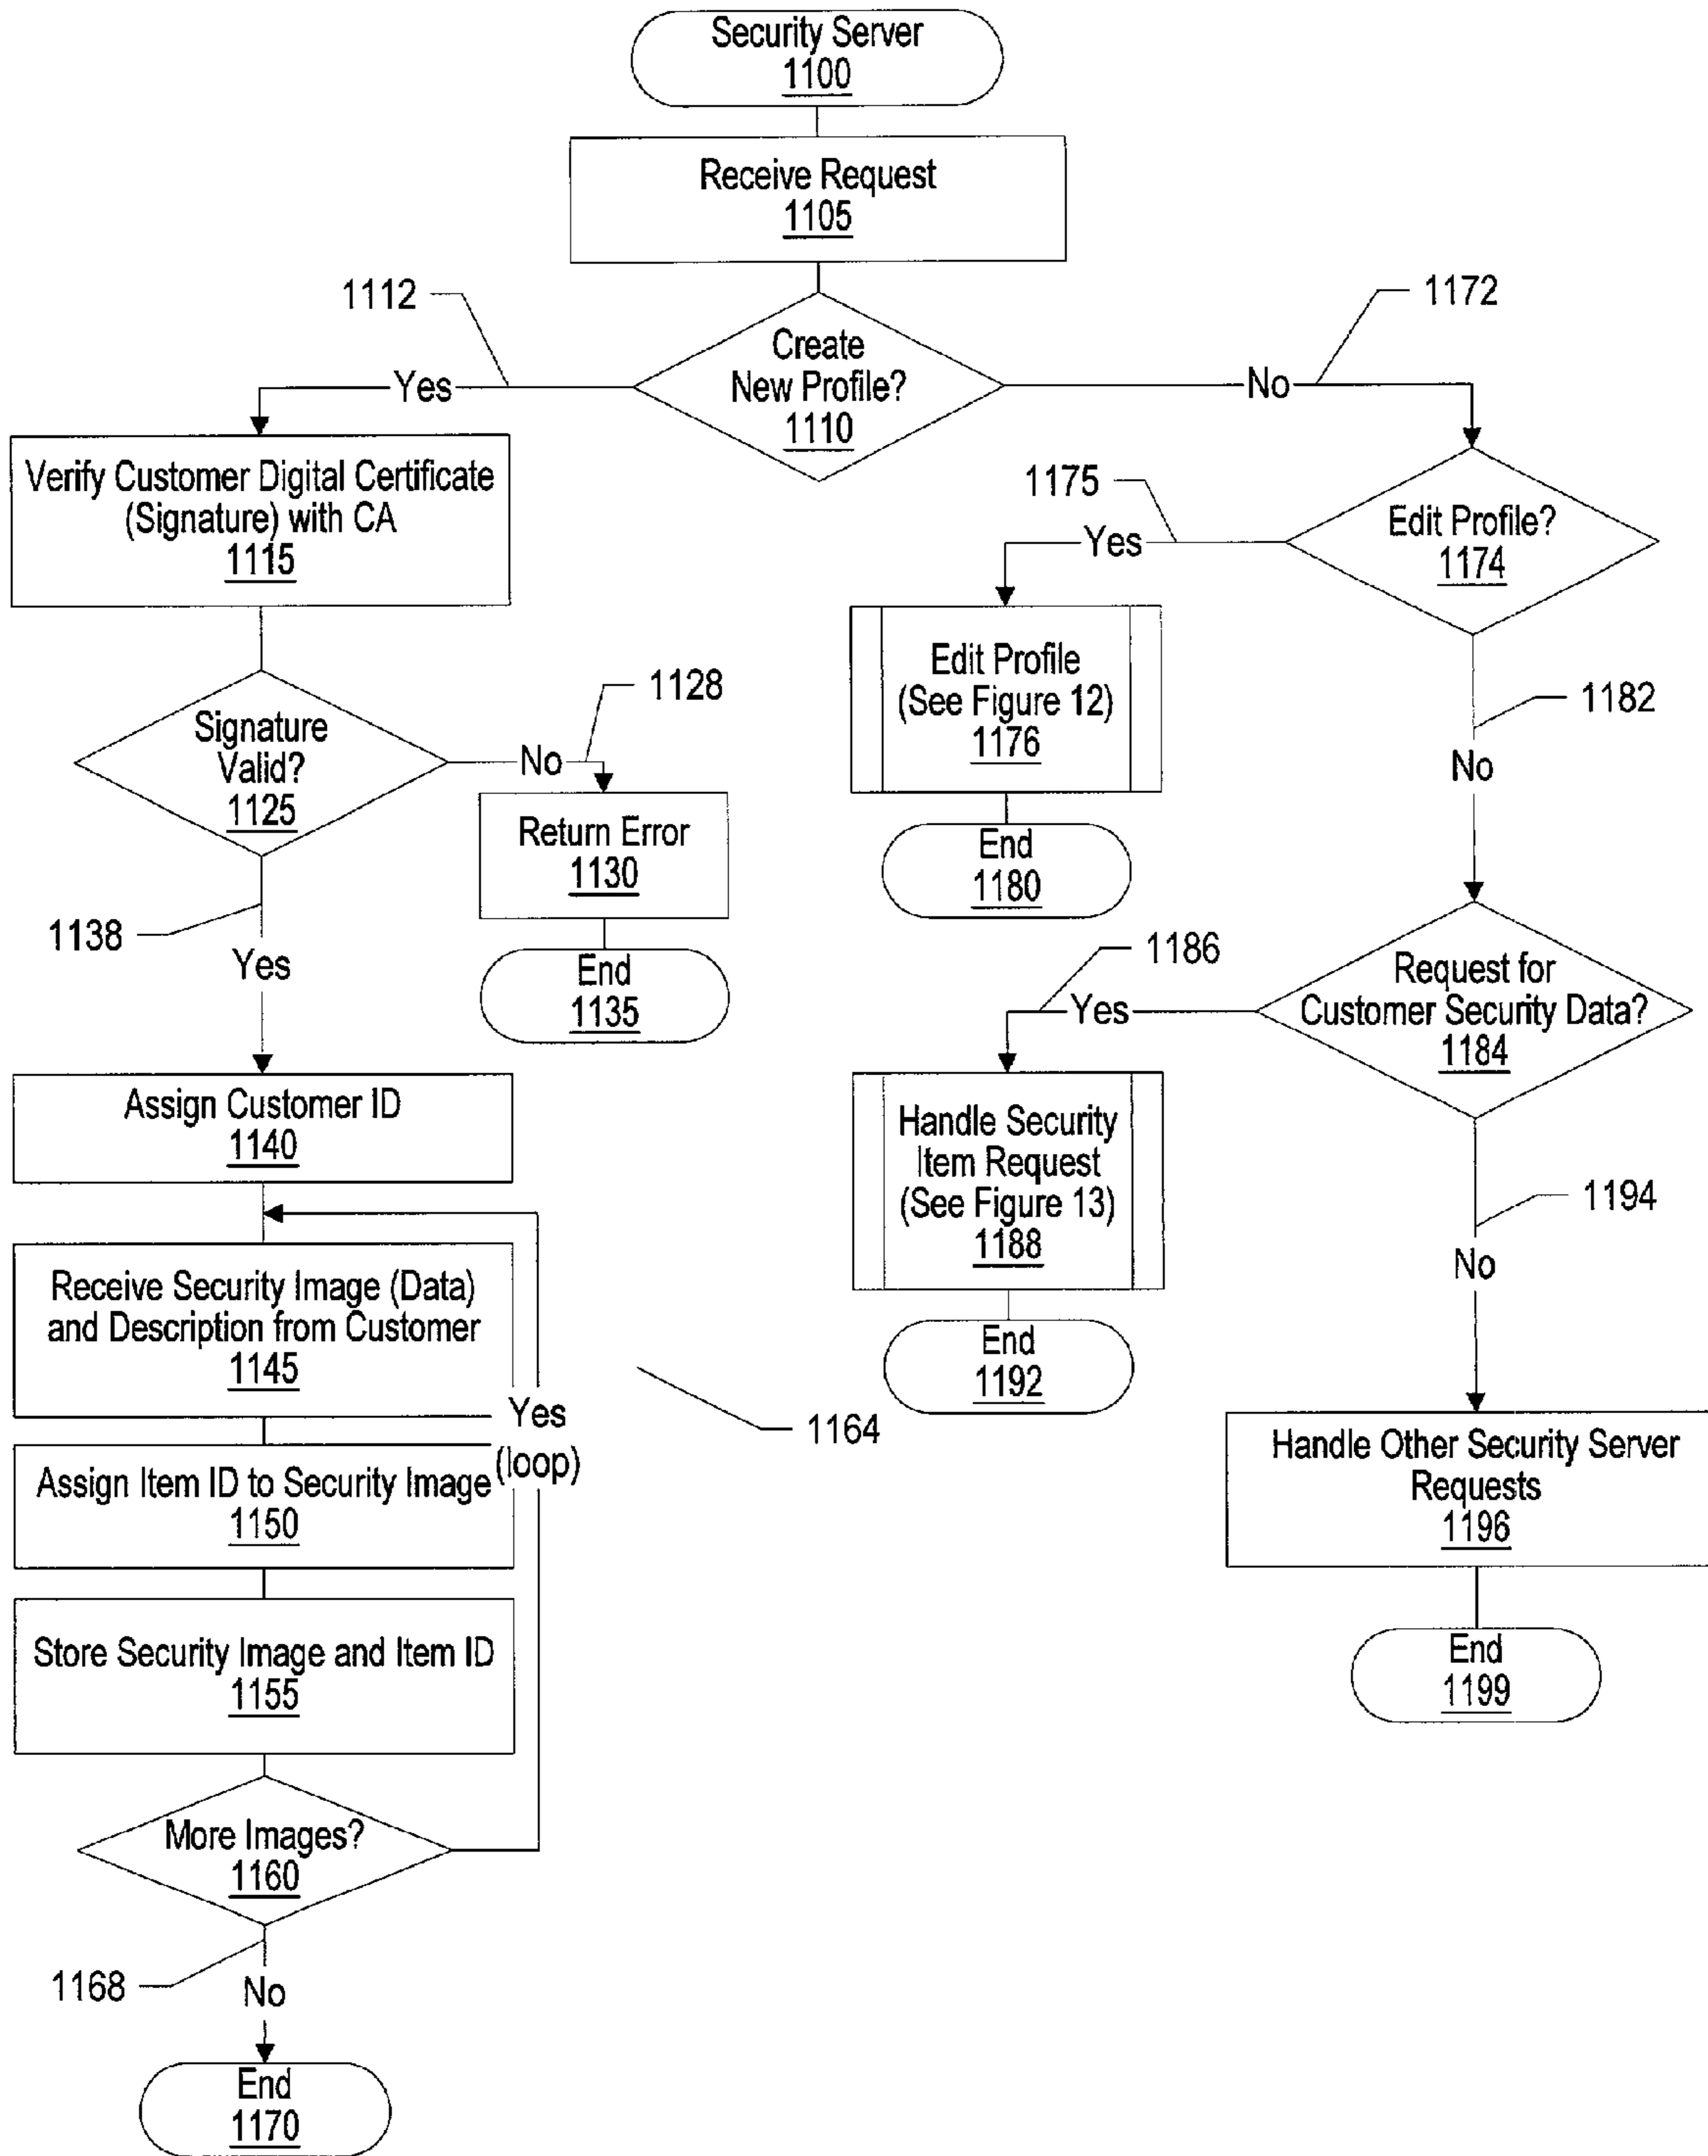 Security Server
1100
Receive Request
1105
1112
1172
Create
New Profile?
1110
Yes
No
Verify Customer Digital Certificate
(Signature) with CA
1115
1175
Edit Profile?
1174
Yes
Edit Profile
(See Figure 12)
1176
End
1180
1182
No
Signature
Valid?
1125
1128
No
Return Error
1130
End
1135
1138
Yes
1186
Request for
Customer Security Data?
1184
Yes
Handle Security
Item Request
(See Figure 13)
1188
End
1192
1194
No
Assign Customer ID
1140
Receive Security Image (Data)
and Description from Customer
1145
Yes
(loop)
1164
Assign Item ID to Security Image
1150
Handle Other Security Server
Requests
1196
End
1199
Store Security Image and Item ID
1155
More Images?
1160
1168
No
End
1170